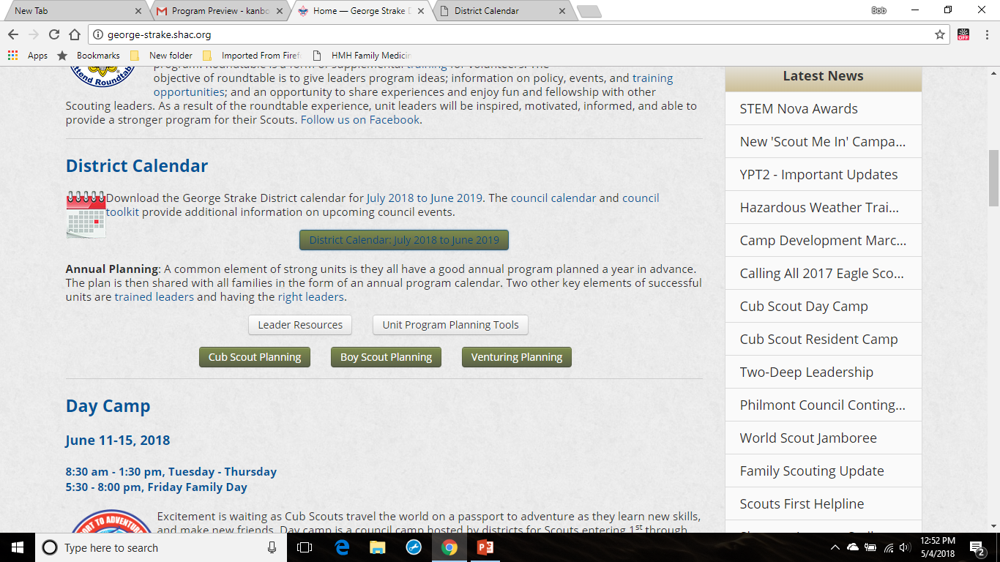 New Tab
Program Preview - kanbo
Home — George Strake D
District Calendar
Bob
george-strake.shac.org
OFF
Apps
Bookmarks
New folder
Imported From Firef
HMH Family Medicin
attend Roundtable
program. Roundtable is a form of supplemental training for volunteers. The
objective of roundtable is to give leaders program ideas; information on policy, events, and training
opportunities; and an opportunity to share experiences and enjoy fun and fellowship with other
Scouting leaders. As a result of the roundtable experience, unit leaders will be inspired, motivated, informed, and able to
provide a stronger program for their Scouts. Follow us on Facebook.
District Calendar
Download the George Strake District calendar for July 2018 to June 2019. The council calendar and council
toolkit provide additional information on upcoming council events.
District Calendar: July 2018 to June 2019
Annual Planning: A common element of strong units is they all have a good annual program planned a year in advance.
The plan is then shared with all families in the form of an annual program calendar. Two other key elements of successful
units are trained leaders and having the right leaders.
Leader Resources
Unit Program Planning Tools
Cub Scout Planning
Boy Scout Planning
Venturing Planning
Day Camp
June 11-15, 2018
8:30 am - 1:30 pm, Tuesday - Thursday
5:30 - 8:00 pm, Friday Family Day
PORT TO ADVENTUR
Excitement is waiting as Cub Scouts travel the world on a passport to adventure as they learn new skills,
and make new friends. Day camp is a council camp hosted by districts for Scouts entering 1st through
Latest News
STEM Nova Awards
New 'Scout Me In' Campa...
YPT2 - Important Updates
Hazardous Weather Trai...
Camp Development Marc...
Calling All 2017 Eagle Sco...
Cub Scout Day Camp
Cub Scout Resident Camp
Two-Deep Leadership
Philmont Council Conting...
World Scout Jamboree
Family Scouting Update
Scouts First Helpline
Type here to search
12:52 PM
5/4/2018
2